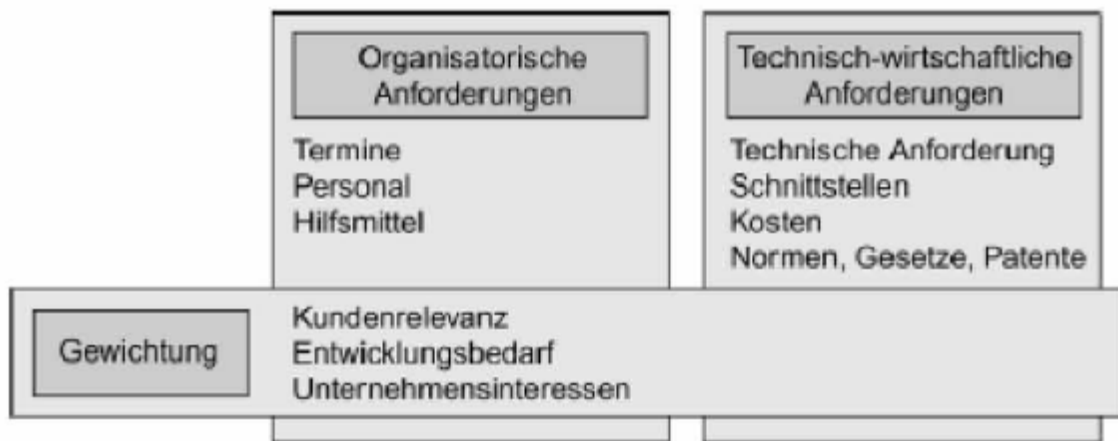 Organisatorische
Anforderungen
Termine
Personal
Hilfsmittel
Technisch-wirtschaftliche
Anforderungen
Technische Anforderung
Schnittstellen
Kosten
Normen, Gesetze, Patente
Gewichtung
Kundenrelevanz
Entwicklungsbedarf
Unternehmensinteressen